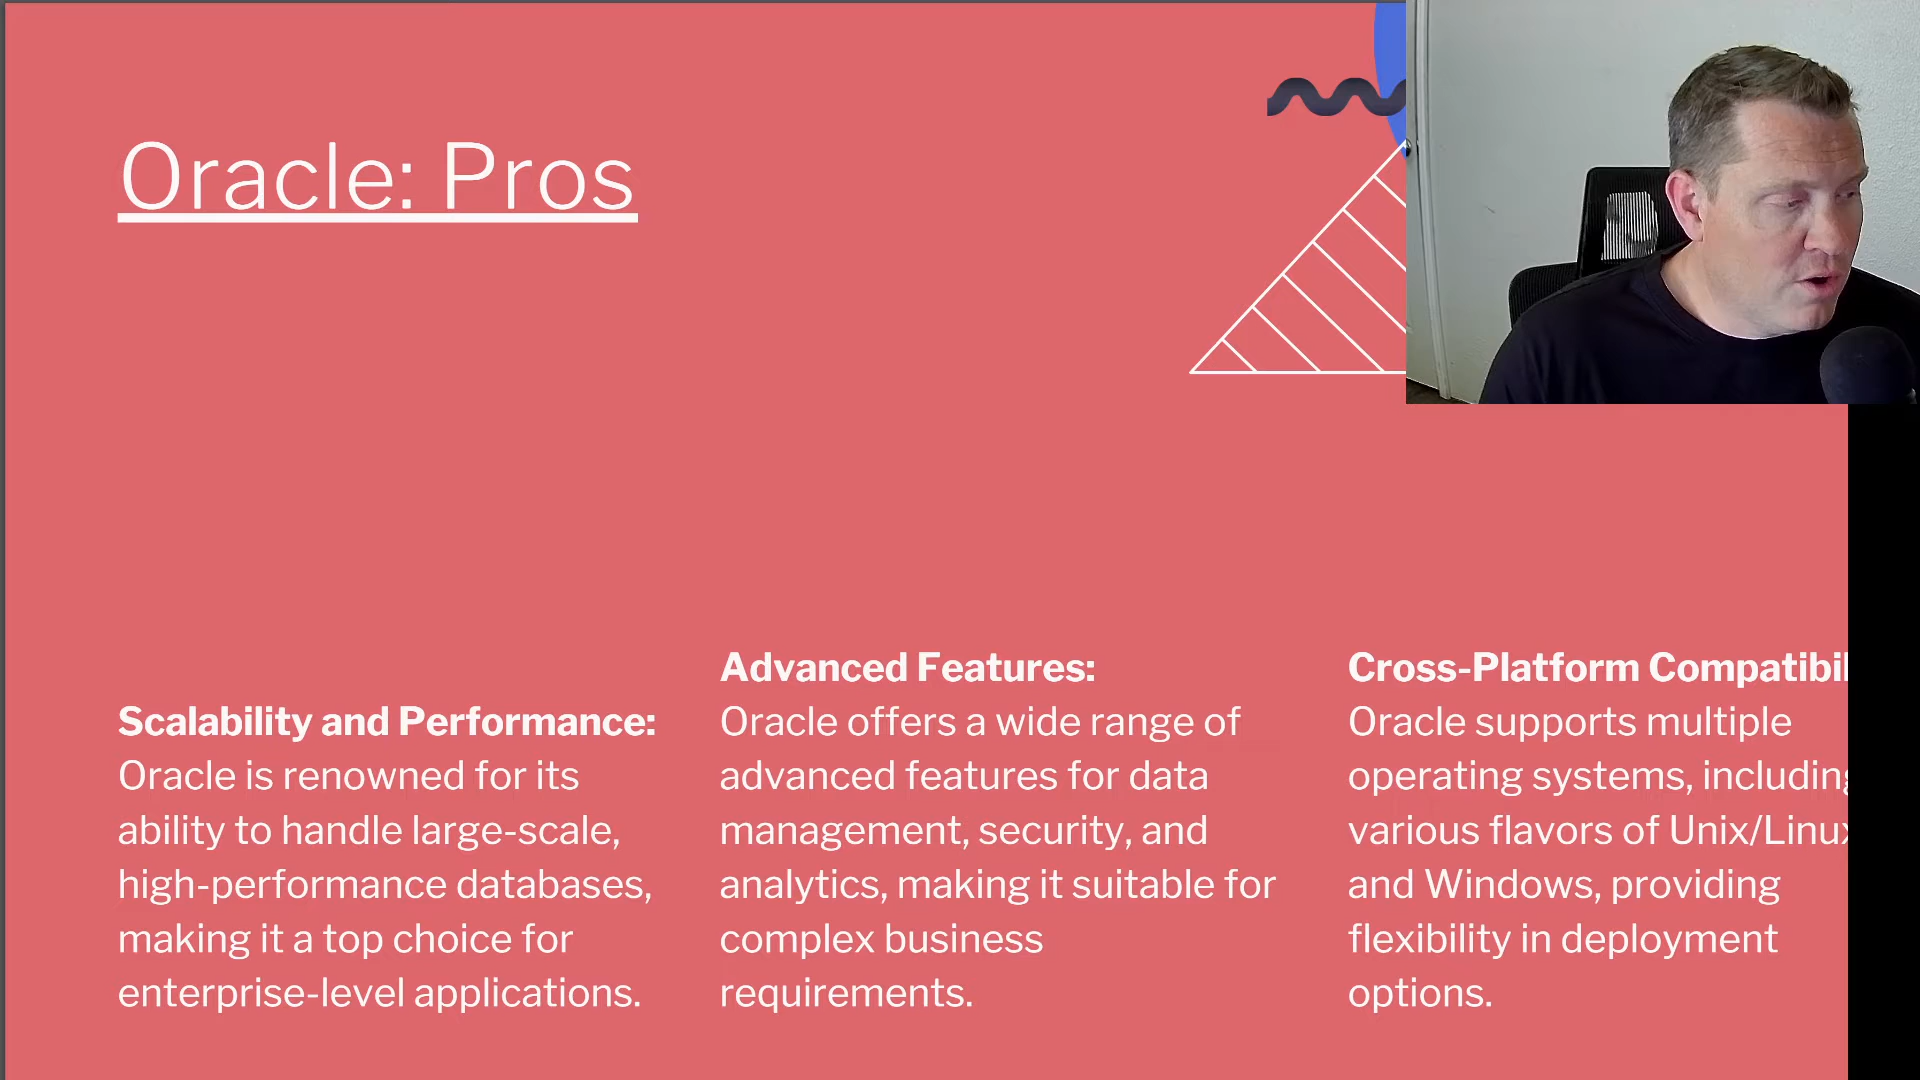 Oracle: Pros
Scalability and Performance:
Oracle is renowned for its
ability to handle large-scale,
high-performance databases,
making it a top choice for
enterprise-level applications.
Advanced Features:
Oracle offers a wide range of
advanced features for data
management, security, and
analytics, making it suitable for
complex business
requirements.
Cross-Platform
Oracle supports multiple
operating systems, including
various flavors of Unix/Linux
and Windows, providing
flexibility in deployment
options.